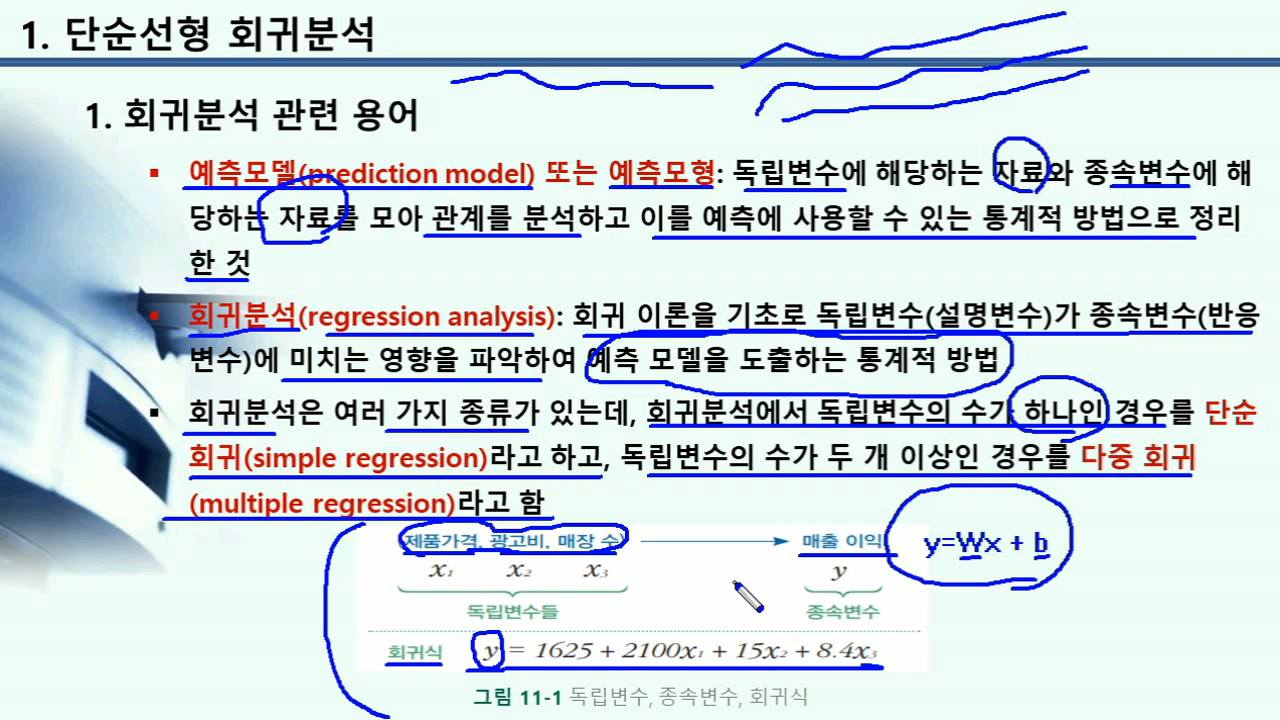 1. 단순선형 회귀분석
1. 회귀분석 관련 용어
▪ 예측모델(prediction model) 또는 예측모형: 독립변수에 해당하는 자료와 종속변수에 해
당하는 자료를 모아 관계를 분석하고 이를 예측에 사용할 수 있는 통계적 방법으로 정리
한 것
▪ 회귀분석(regression analysis): 회귀 이론을 기초로 독립변수(설명변수)가 종속변수(반응
변수)에 미치는 영향을 파악하여 예측 모델을 도출하는 통계적 방법
▪ 회귀분석은 여러 가지 종류가 있는데, 회귀분석에서 독립변수의 수가 하나인 경우를 단순
회귀(simple regression)라고 하고, 독립변수의 수가 두 개 이상인 경우를 다중 회귀
(multiple regression)라고 함
제품가격, 광고비, 매장 수 매출 이익 y=Wx + b
x₁ x₂ x₃ y
독립변수들 종속변수
회귀식 y = 1625 + 2100x₁ + 15x₂ + 8.4x₃
그림 11-1 독립변수, 종속변수, 회귀식